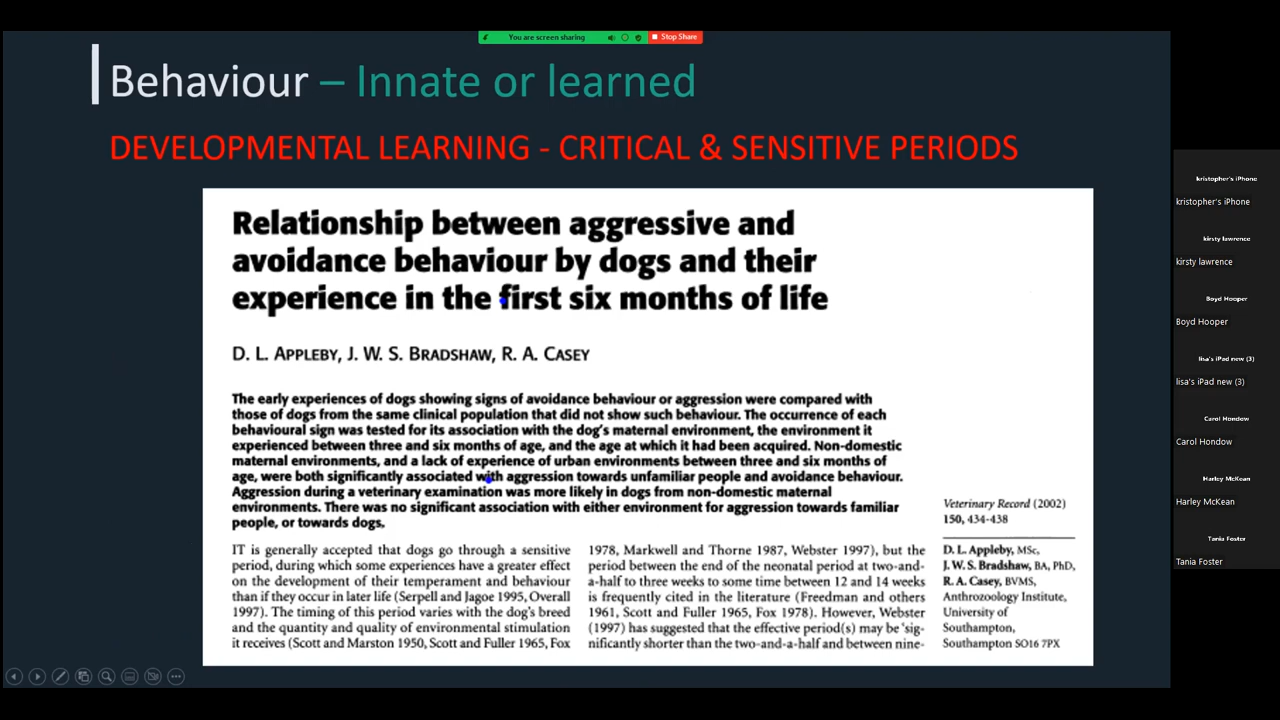 You are screen sharing
Stop Share
Behaviour – Innate or learned
DEVELOPMENTAL LEARNING - CRITICAL & SENSITIVE PERIODS
Relationship between aggressive and
avoidance behaviour by dogs and their
experience in the first six months of life
D. L. APPLEBY, J. W. S. BRADSHAW, R. A. CASEY
The early experiences of dogs showing signs of avoidance behaviour or aggression were compared with
those of dogs from the same clinical population that did not show such behaviour. The occurrence of each
behavioural sign was tested for its association with the dog's maternal environment, the environment it
experienced between three and six months of age, and the age at which it had been acquired. Non-domestic
maternal environments, and a lack of experience of urban environments between three and six months of
age, were both significantly associated with aggression towards unfamiliar people and avoidance behaviour.
Aggression during a veterinary examination was more likely in dogs from non-domestic maternal
environments. There was no significant association with either environment for aggression towards familiar
people, or towards dogs.
IT is generally accepted that dogs go through a sensitive
period, during which some experiences have a greater effect
on the development of their temperament and behaviour
than if they occur in later life (Serpell and Jagoe 1995, Overall
1997). The timing of this period varies with the dog's breed
and the quantity and quality of environmental stimulation
it receives (Scott and Marston 1950, Scott and Fuller 1965, Fox
1978, Markwell and Thorne 1987, Webster 1997), but the
period between the end of the neonatal period at two-and-
a-half to three weeks to some time between 12 and 14 weeks
is frequently cited in the literature (Freedman and others
1961, Scott and Fuller 1965, Fox 1978). However, Webster
(1997) has suggested that the effective period(s) may be 'sig-
nificantly shorter than the two-and-a-half and between nine-
Veterinary Record (2002)
150, 434-438
D. L. Appleby, MSc,
J. W. S. Bradshaw, BA, PhD,
R. A. Casey, BVMS,
Anthrozoology Institute,
University of
Southampton,
Southampton SO16 7PX
kristopher's iPhone
kristopher's iPhone
kirsty lawrence
kirsty lawrence
Boyd Hooper
Boyd Hooper
lisa's iPad new (3)
lisa's iPad new (3)
Carol Hondow
Carol Hondow
Harley McKean
Harley McKean
Tania Foster
Tania Foster